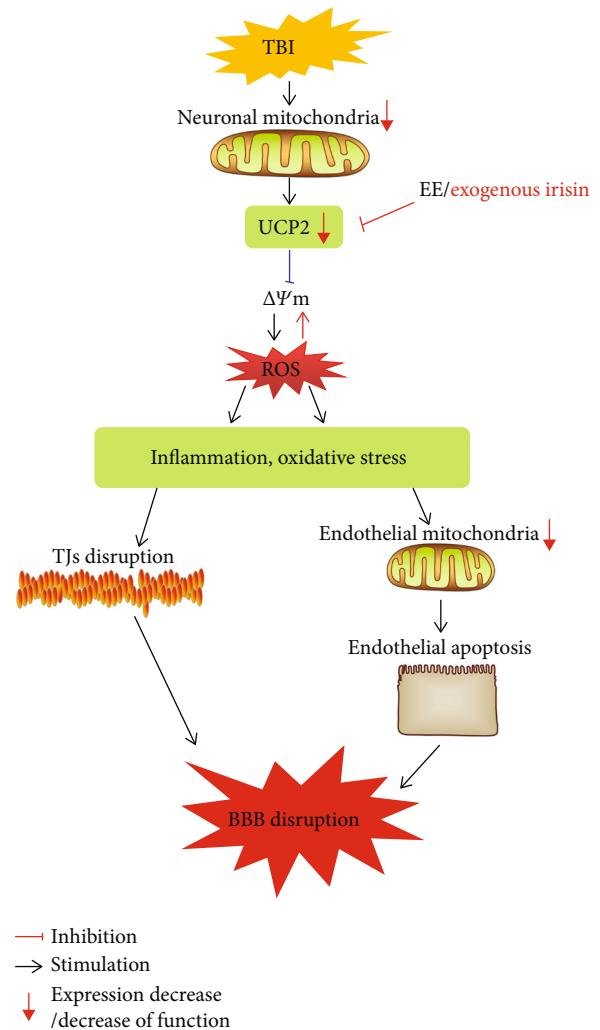 TBI
Neuronal mitochondria
EE/exogenous irisin
UCP2
ΔΨm
ROS
Inflammation, oxidative stress
TJs disruption
Endothelial mitochondria
Endothelial apoptosis
BBB disruption
Inhibition
Stimulation
Expression decrease
/decrease of function